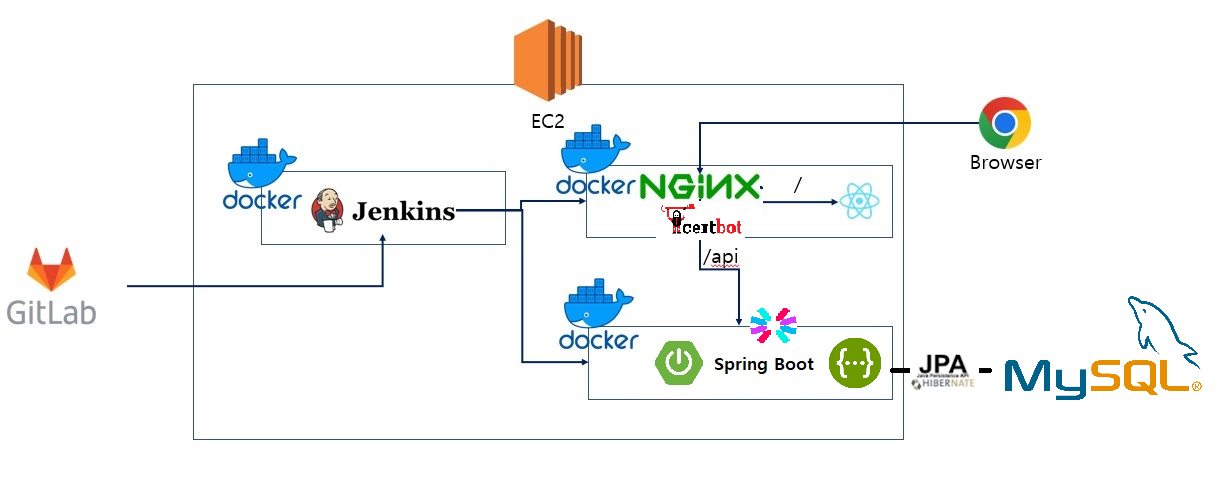 EC2
Browser
docker
Jenkins
docker
NGINX
/
certbot
/api
GitLab
docker
Spring Boot
{···}
JPA
Java Persistence API
HIBERNATE
MySQL®